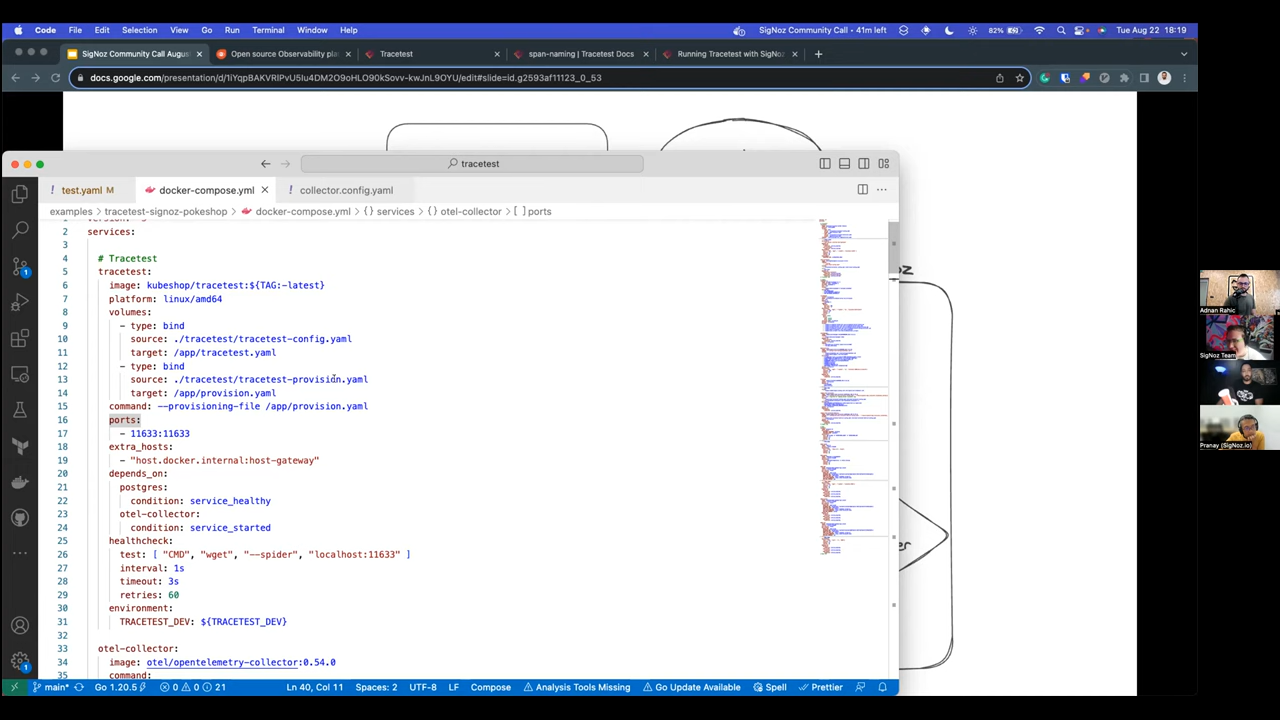 Code File Edit Selection View Go Run Terminal Window Help SigNoz Community Call • 41m left 82% Tue Aug 22 18:19
SigNoz Community Call August Open source Observability pla Tracetest span-naming | Tracetest Docs Running Tracetest with SigNoz
docs.google.com/presentation/d/1iYqpBAKVRIPvU5Iu4DM2O9oHLO90kSovv-kwJnL9OYU/edit#slide=id.g2593af11123_0_53
tracetest
test.yaml M docker-compose.yml collector.config.yaml
examples > tracetest-signoz-pokeshop > docker-compose.yml > {} services > {} otel-collector > [ ] ports
2 services:
3
4 # Tracetest
5 tracetest:
6 image: kubeshop/tracetest:${TAG:-latest}
7 platform: linux/amd64
8 volumes:
9 - type: bind
10 source: ./tracetest/tracetest-config.yaml
11 target: /app/tracetest.yaml
12 - type: bind
13 source: ./tracetest/tracetest-provision.yaml
14 target: /app/provision.yaml
15 command: --provisioning-file /app/provision.yaml
16 ports:
17 - 11633:11633
18 extra_hosts:
19 - "host.docker.internal:host-gateway"
20 depends_on:
21 postgres:
22 condition: service_healthy
23 otel-collector:
24 condition: service_started
25 healthcheck:
26 test: [ "CMD", "wget", "--spider", "localhost:11633" ]
27 interval: 1s
28 timeout: 3s
29 retries: 60
30 environment:
31 TRACETEST_DEV: ${TRACETEST_DEV}
32
33 otel-collector:
34 image: otel/opentelemetry-collector:0.54.0
35 command:
main* Go 1.20.5 0 0 21 Ln 40, Col 11 Spaces: 2 UTF-8 LF Compose Analysis Tools Missing Go Update Available Spell Prettier
Adnan Rahic
SigNoz Team
Pranay (SigNoz.io)